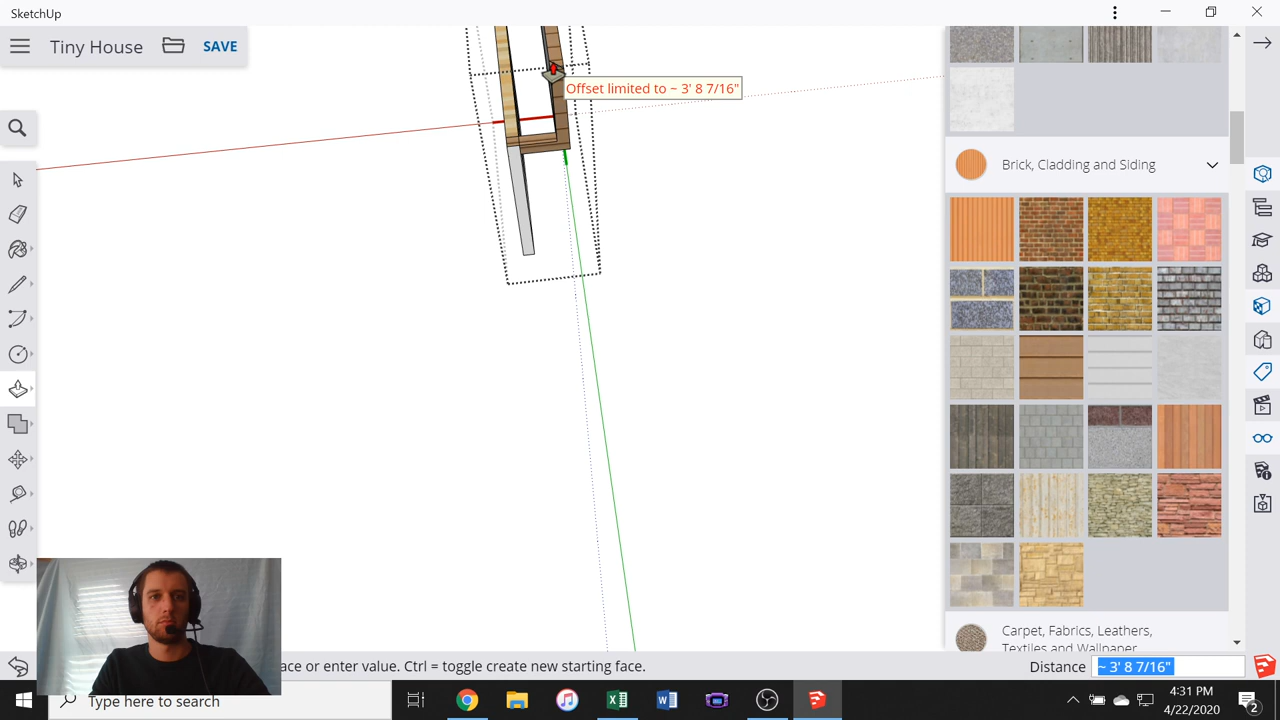 SketchUp
Tiny House
SAVE
Offset limited to ~ 3' 8 7/16"
Brick, Cladding and Siding
Carpet, Fabrics, Leathers,
Textiles and Wallpaper
ace or enter value. Ctrl = toggle create new starting face.
Distance
~ 3' 8 7/16"
Type here to search
4:31 PM
4/22/2020
2